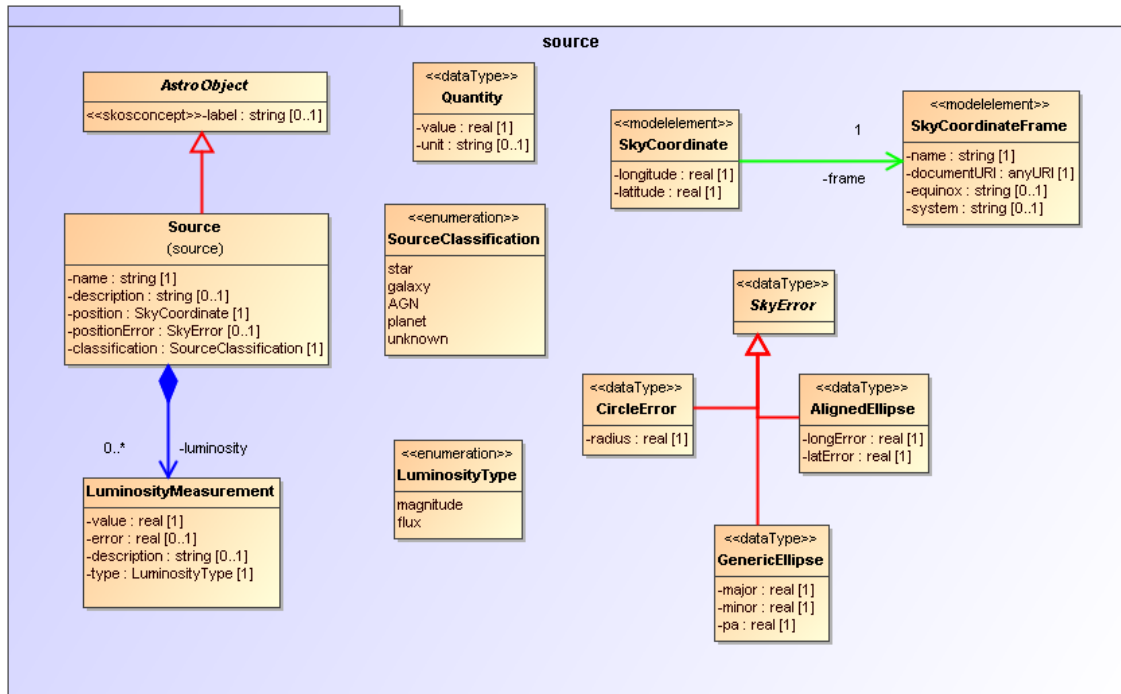 source
AstroObject
<<skosconcept>>-label : string [0..1]
<<dataType>>
Quantity
-value : real [1]
-unit : string [0..1]
<<modelelement>>
SkyCoordinate
-longitude : real [1]
-latitude : real [1]
1
-frame
<<modelelement>>
SkyCoordinateFrame
-name : string [1]
-documentURI : anyURI [1]
-equinox : string [0..1]
-system : string [0..1]
Source
(source)
-name : string [1]
-description : string [0..1]
-position : SkyCoordinate [1]
-positionError : SkyError [0..1]
-classification : SourceClassification [1]
<<enumeration>>
SourceClassification
star
galaxy
AGN
planet
unknown
<<dataType>>
SkyError
<<dataType>>
CircleError
-radius : real [1]
<<dataType>>
AlignedEllipse
-longError : real [1]
-latError : real [1]
0..*
-luminosity
LuminosityMeasurement
-value : real [1]
-error : real [0..1]
-description : string [0..1]
-type : LuminosityType [1]
<<enumeration>>
LuminosityType
magnitude
flux
<<dataType>>
GenericEllipse
-major : real [1]
-minor : real [1]
-pa : real [1]